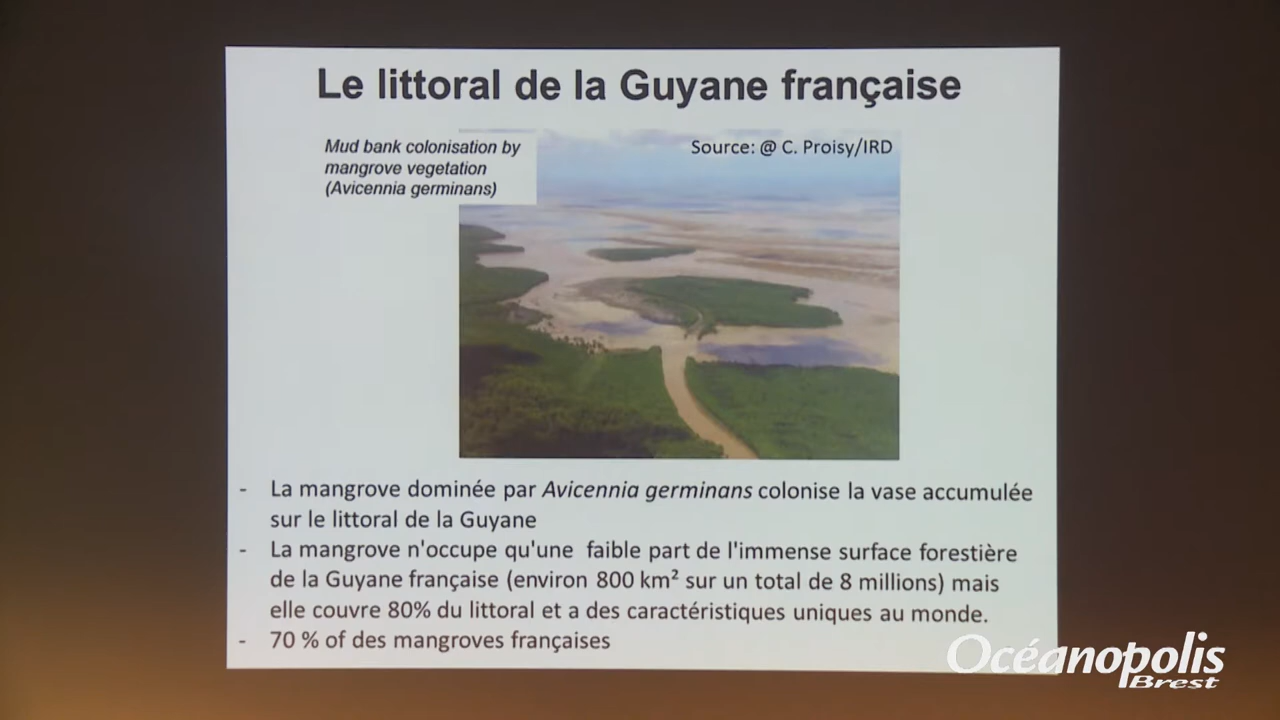 Le littoral de la Guyane française
Mud bank colonisation by
mangrove vegetation
(Avicennia germinans)
Source: @ C. Proisy/IRD
- La mangrove dominée par Avicennia germinans colonise la vase accumulée
sur le littoral de la Guyane
- La mangrove n'occupe qu'une faible part de l'immense surface forestière
de la Guyane française (environ 800 km² sur un total de 8 millions) mais
elle couvre 80% du littoral et a des caractéristiques uniques au monde.
- 70 % of des mangroves françaises
Océanopolis
Brest